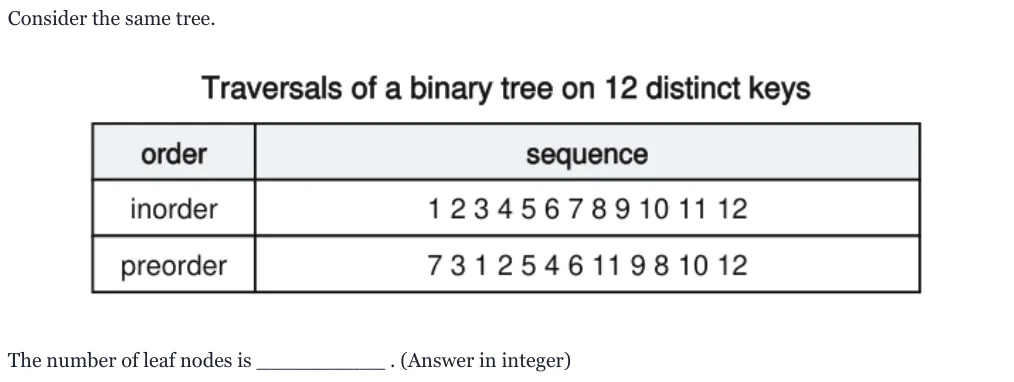 Consider the same tree.
Traversals of a binary tree on 12 distinct keys
order sequence
inorder 1 2 3 4 5 6 7 8 9 10 11 12
preorder 7 3 1 2 5 4 6 11 9 8 10 12
The number of leaf nodes is ____________ . (Answer in integer)